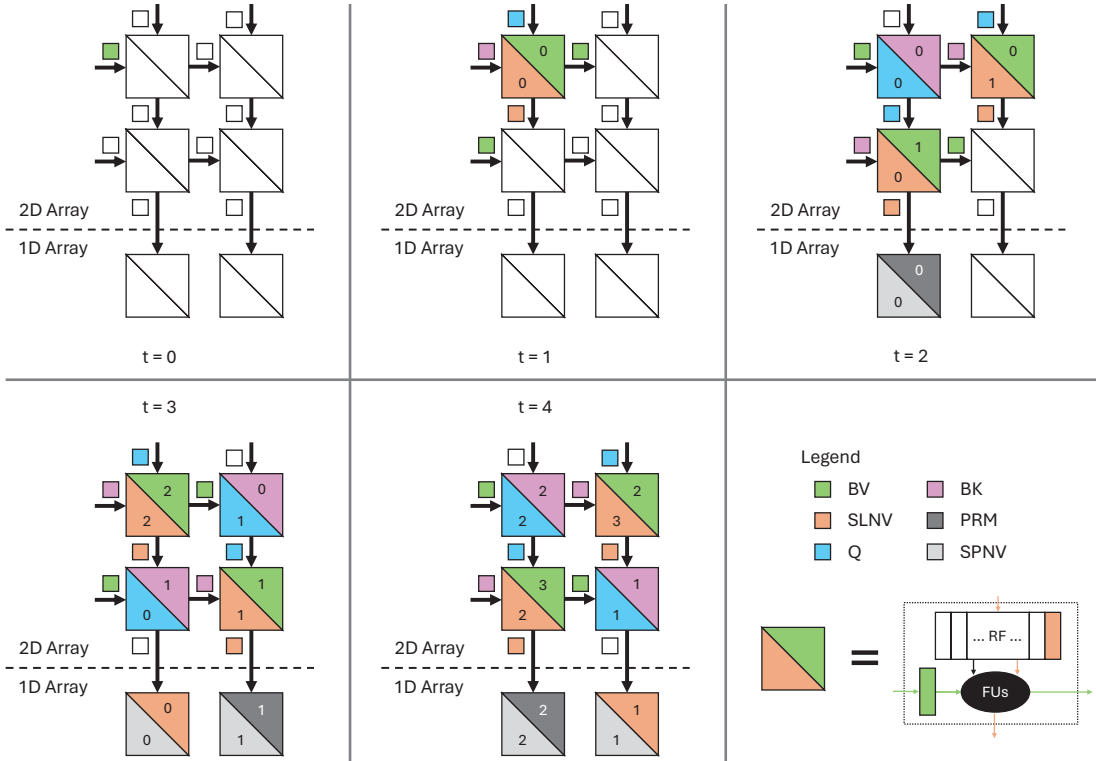 0
0
2D Array
1D Array
t = 0
0
0
2D Array
1D Array
t = 1
0
0
0
1
1
0
2D Array
1D Array
0
0
t = 2
t = 3
2
2
0
1
1
0
1
1
2D Array
1D Array
0
0
1
1
t = 4
2
2
2
3
3
2
1
1
2D Array
1D Array
2
2
1
1
Legend
BV
BK
SLNV
PRM
Q
SPNV
=
... RF ...
FUs